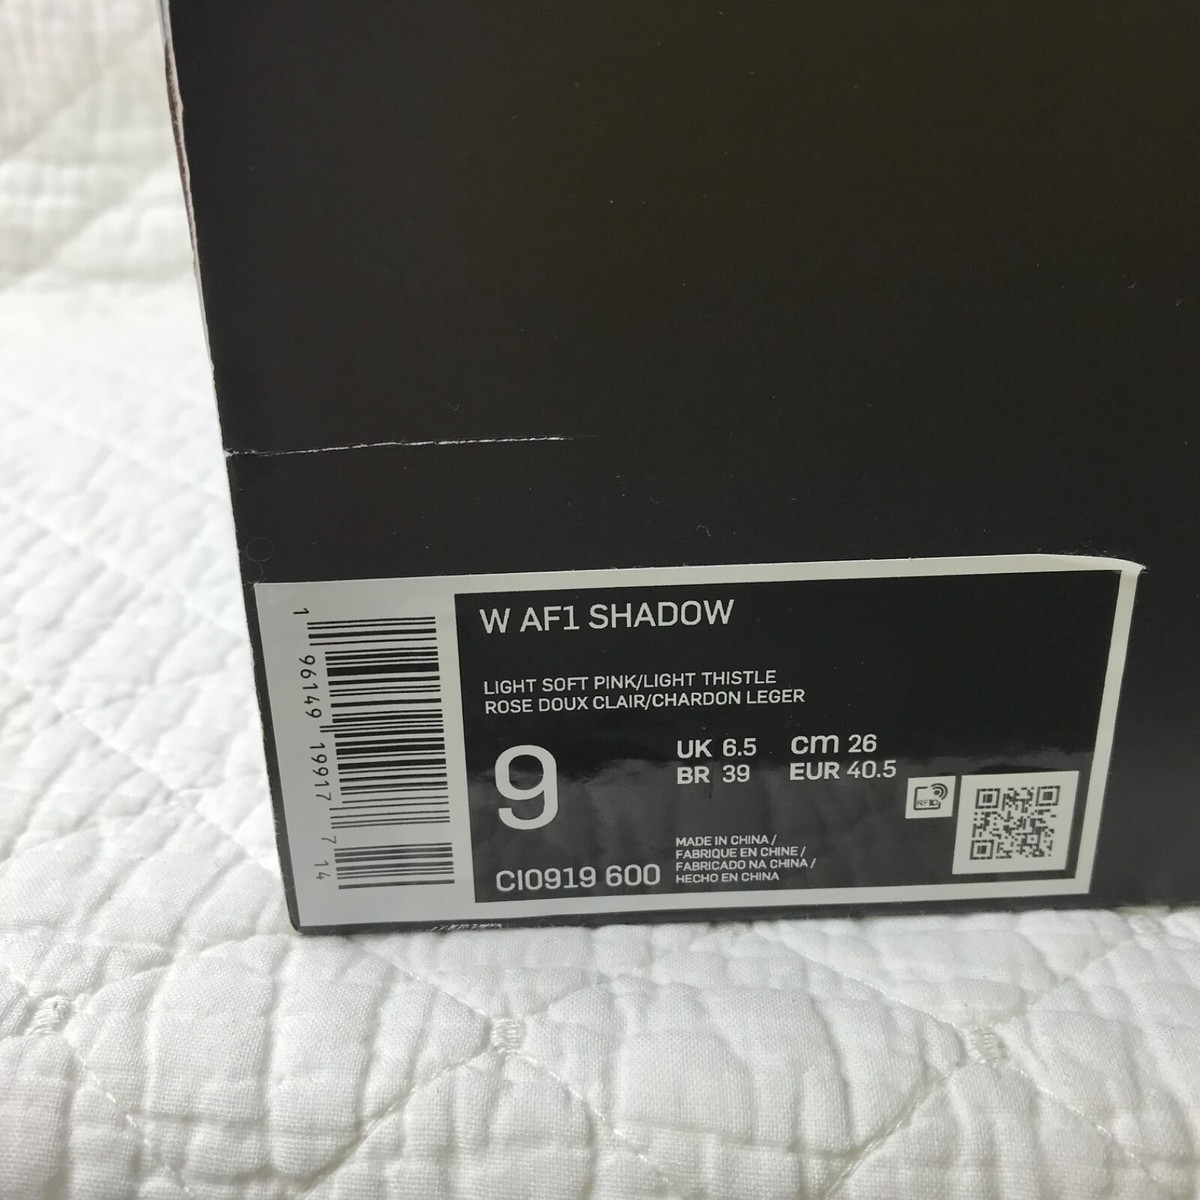 W AF1 SHADOW
LIGHT SOFT PINK/LIGHT THISTLE
ROSE DOUX CLAIR/CHARDON LEGER
9
UK 6.5 cm 26
BR 39 EUR 40.5
RFID
CI0919 600
MADE IN CHINA /
FABRIQUE EN CHINE /
FABRICADO NA CHINA /
HECHO EN CHINA
1 96149 19917 7 14